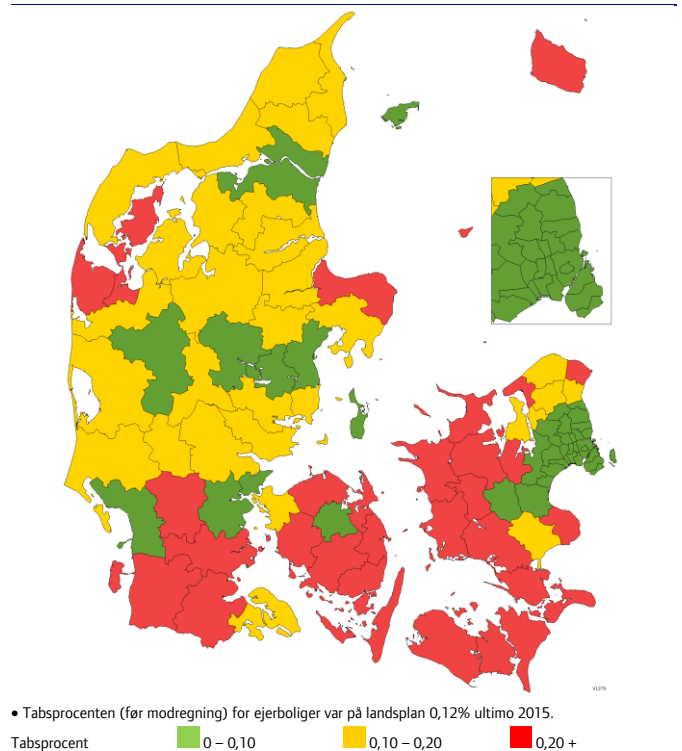 V1270
• Tabsprocenten (før modregning) for ejerboliger var på landsplan 0,12% ultimo 2015.
Tabsprocent 0 – 0,10 0,10 – 0,20 0,20 +